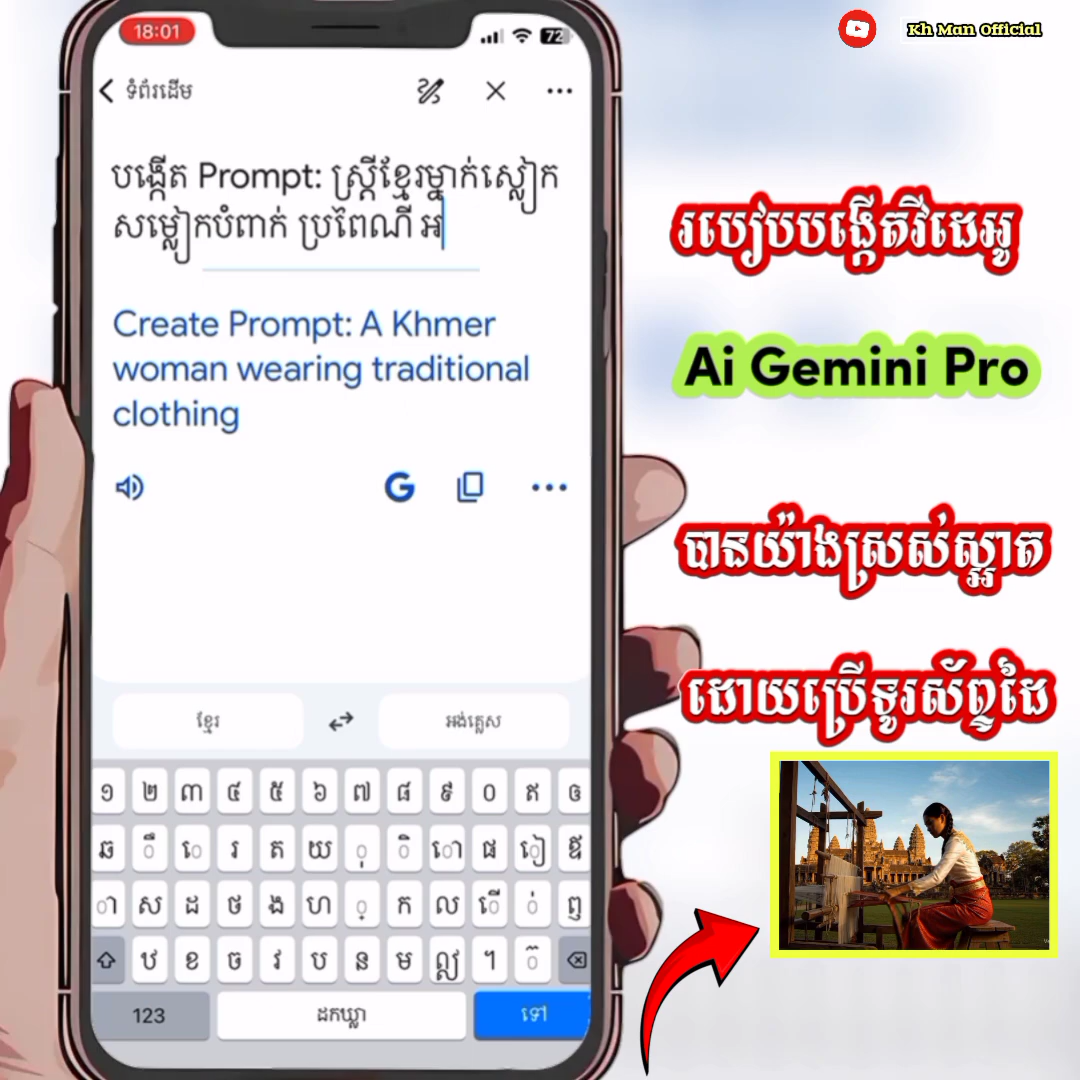 18:01
72
Kh Man Official
ទំព័រដើម
បង្កើត Prompt: ស្ត្រីខ្មែរម្នាក់ស្លៀក
សម្លៀកបំពាក់ ប្រពៃណី អ
Create Prompt: A Khmer
woman wearing traditional
clothing
G
ខ្មែរ
អង់គ្លេស
១ ២ ៣ ៤ ៥ ៦ ៧ ៨ ៩ ០ ឥ ឲ
ឆ ឹ េ រ ត យ ុ ិ ោ ផ ៀ ឪ
ា ស ដ ថ ង ហ ្ ក ល ើ ់ ឭ
ឋ ខ ច វ ប ន ម ឮ ។ ៊
123
ដកឃ្លា
ទៅ
របៀបបង្កើតវីដេអូ
Ai Gemini Pro
បានយ៉ាងស្រស់ស្អាត
ដោយប្រើទូរស័ព្ទដៃ